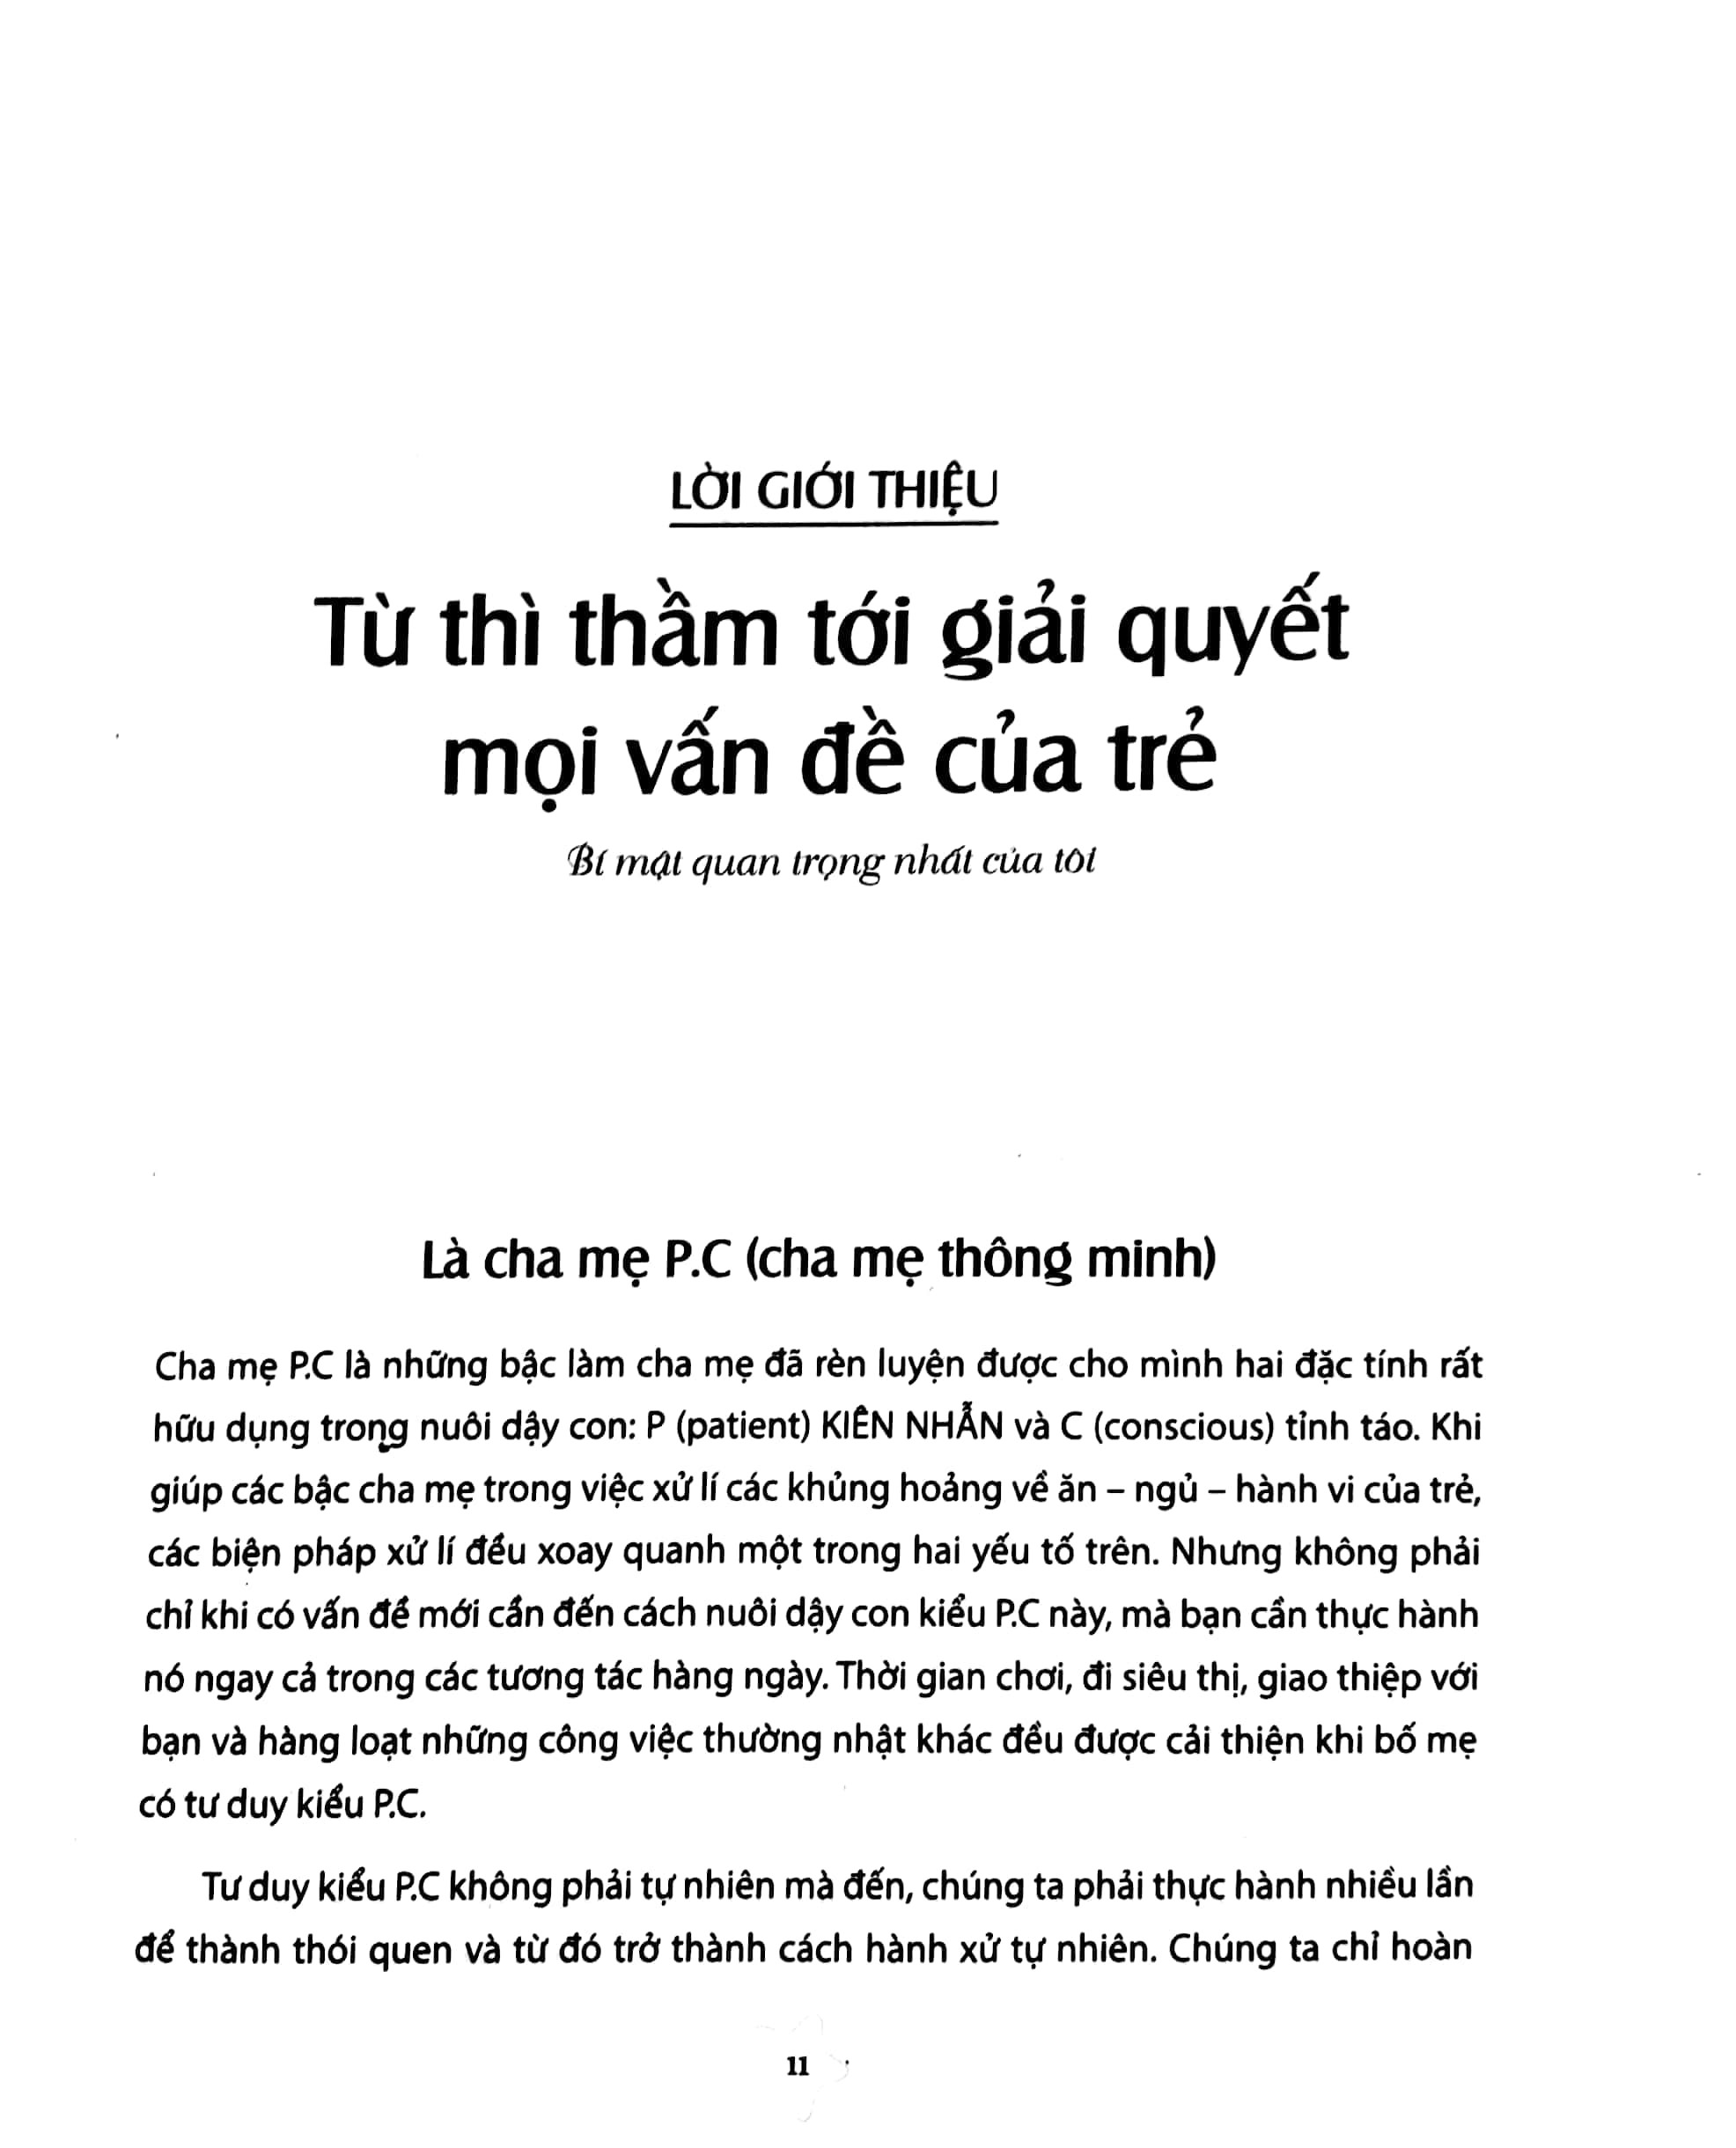 LỜI GIỚI THIỆU
Từ thì thầm tới giải quyết
mọi vấn đề của trẻ
Bí mật quan trọng nhất của tôi
Là cha mẹ P.C (cha mẹ thông minh)
Cha mẹ P.C là những bậc làm cha mẹ đã rèn luyện được cho mình hai đặc tính rất
hữu dụng trong nuôi dậy con: P (patient) KIÊN NHẪN và C (conscious) tỉnh táo. Khi
giúp các bậc cha mẹ trong việc xử lí các khủng hoảng về ăn – ngủ – hành vi của trẻ,
các biện pháp xử lí đều xoay quanh một trong hai yếu tố trên. Nhưng không phải
chỉ khi có vấn đề mới cần đến cách nuôi dậy con kiểu P.C này, mà bạn cần thực hành
nó ngay cả trong các tương tác hàng ngày. Thời gian chơi, đi siêu thị, giao thiệp với
bạn và hàng loạt những công việc thường nhật khác đều được cải thiện khi bố mẹ
có tư duy kiểu P.C.
Tư duy kiểu P.C không phải tự nhiên mà đến, chúng ta phải thực hành nhiều lần
để thành thói quen và từ đó trở thành cách hành xử tự nhiên. Chúng ta chỉ hoàn
11